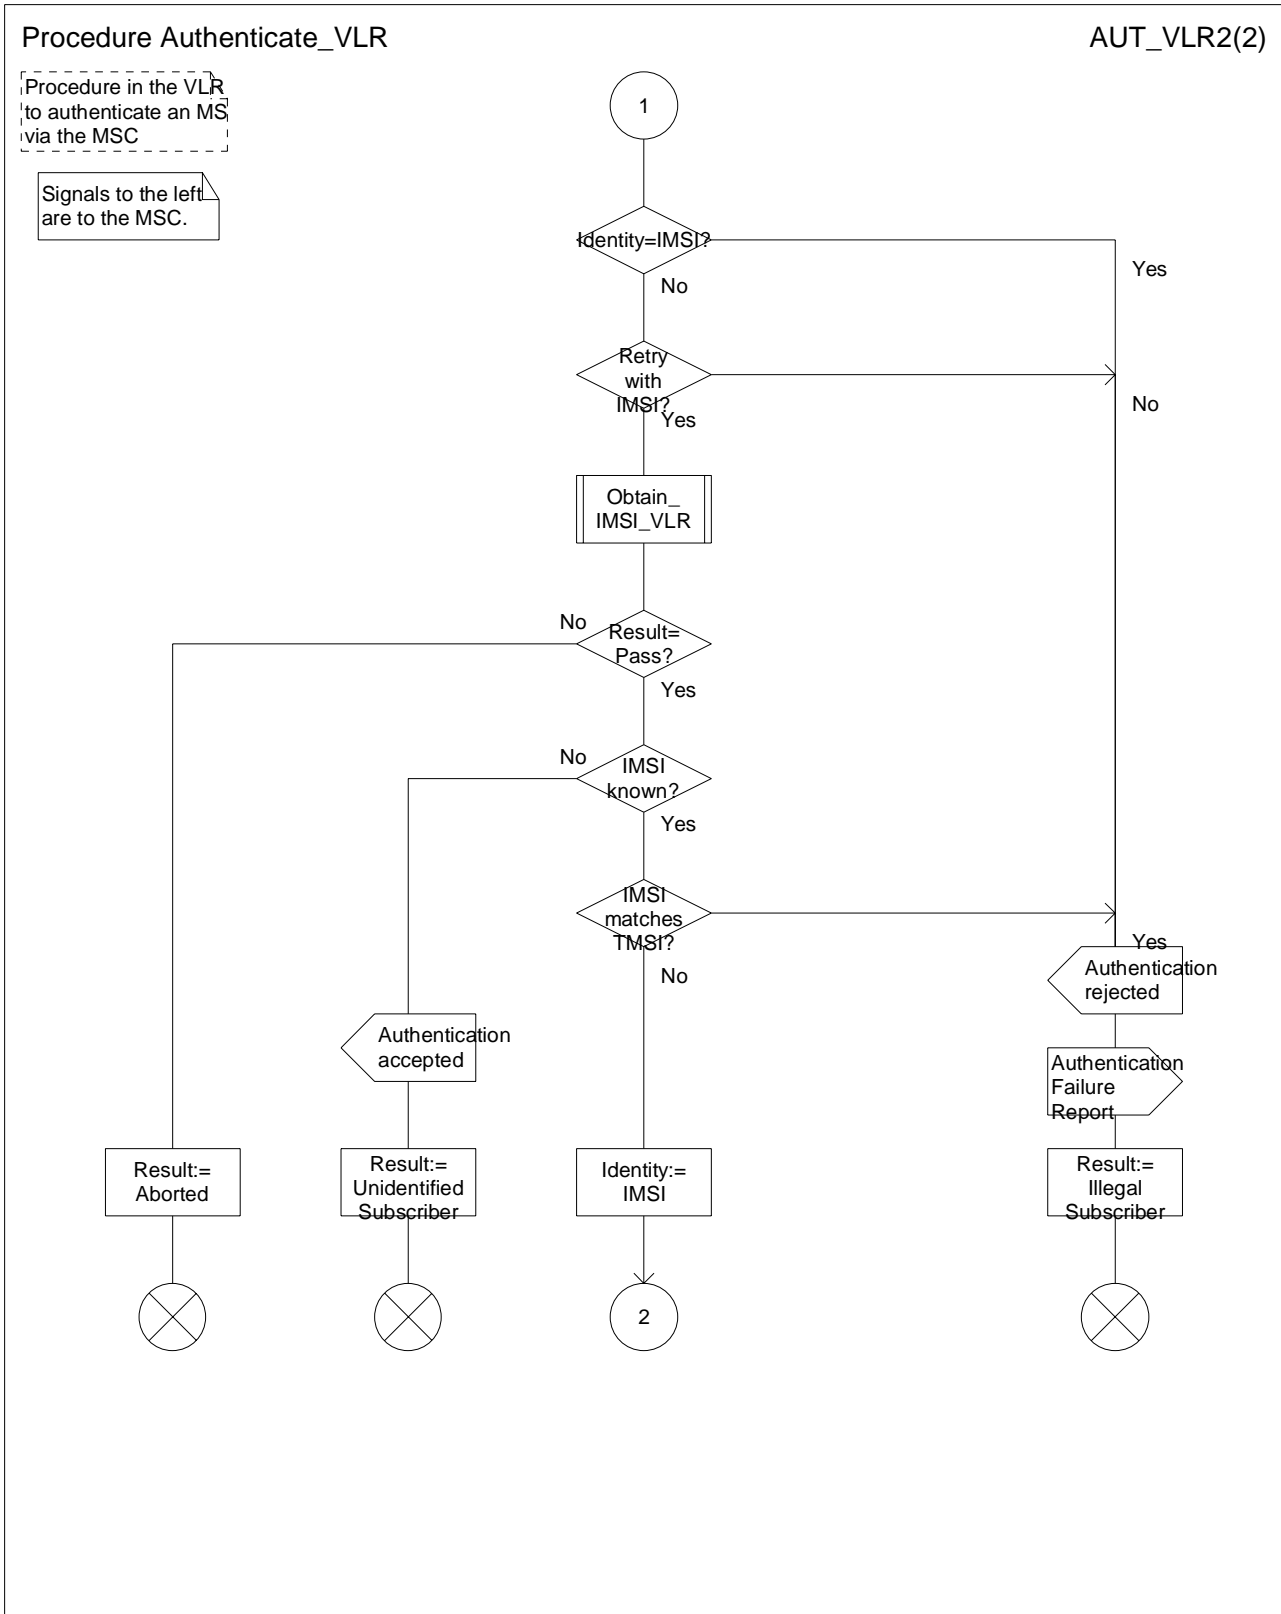 Procedure Authenticate_VLR
AUT_VLR2(2)
Procedure in the VLR
to authenticate an MS
via the MSC
Signals to the left
are to the MSC.
1
Identity=IMSI?
Yes
No
Retry
with
IMSI?
No
Yes
Obtain_
IMSI_VLR
No
Result=
Pass?
Yes
No
IMSI
known?
Yes
IMSI
matches
TMSI?
Yes
No
Authentication
rejected
Authentication
accepted
Authentication
Failure
Report
Result:=
Aborted
Result:=
Unidentified
Subscriber
Identity:=
IMSI
Result:=
Illegal
Subscriber
2